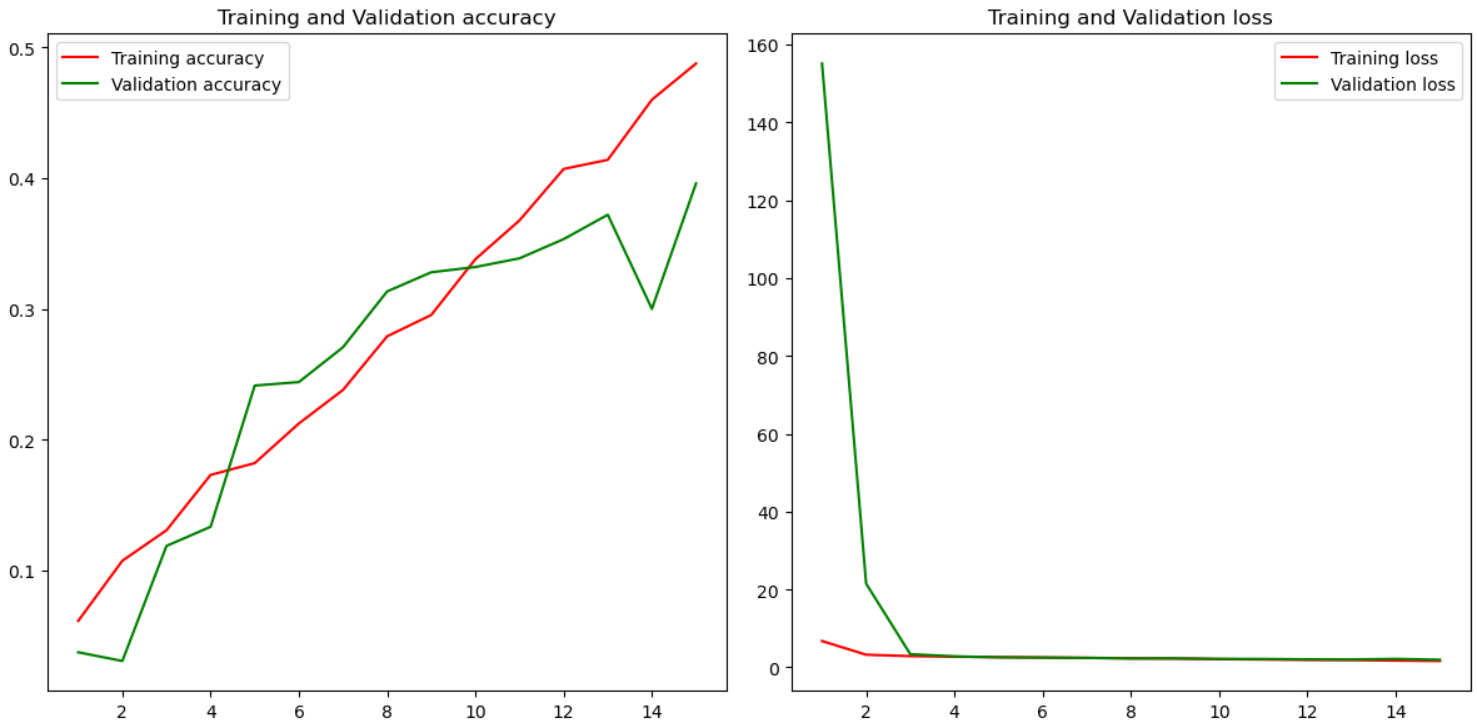 Training and Validation accuracy
Training accuracy
Validation accuracy
0.5
0.4
0.3
0.2
0.1
2 4 6 8 10 12 14
Training and Validation loss
Training loss
Validation loss
160
140
120
100
80
60
40
20
0
2 4 6 8 10 12 14